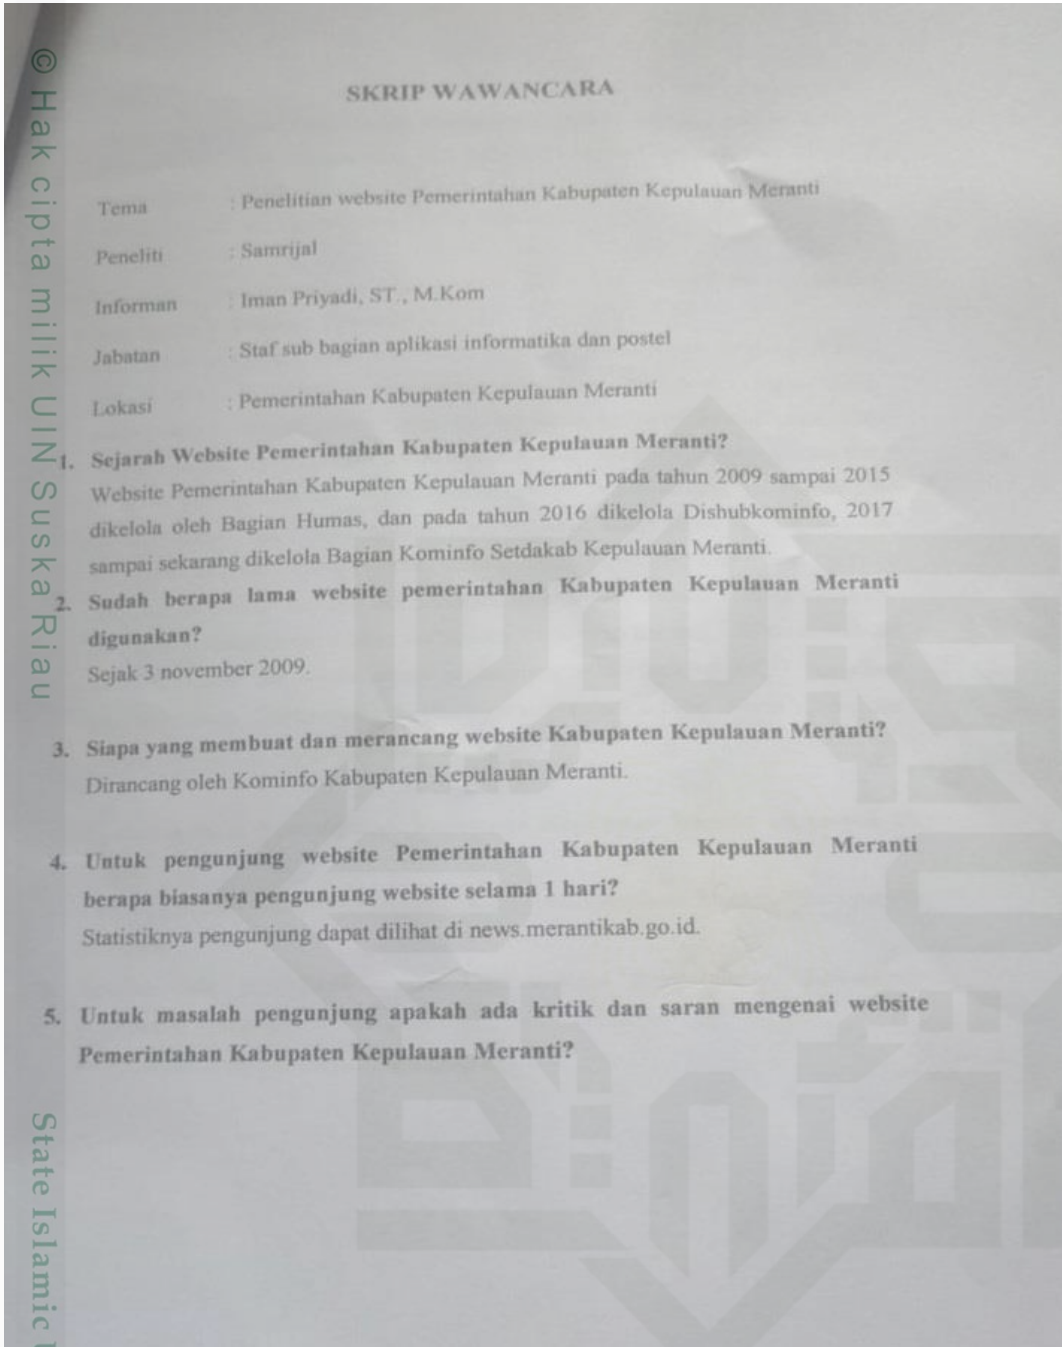 SKRIP WAWANCARA
Tema : Penelitian website Pemerintahan Kabupaten Kepulauan Meranti
Peneliti : Samrijal
Informan : Iman Priyadi, ST., M.Kom
Jabatan : Staf sub bagian aplikasi informatika dan postel
Lokasi : Pemerintahan Kabupaten Kepulauan Meranti
1. Sejarah Website Pemerintahan Kabupaten Kepulauan Meranti?
Website Pemerintahan Kabupaten Kepulauan Meranti pada tahun 2009 sampai 2015
dikelola oleh Bagian Humas, dan pada tahun 2016 dikelola Dishubkominfo, 2017
sampai sekarang dikelola Bagian Kominfo Setdakab Kepulauan Meranti.
2. Sudah berapa lama website pemerintahan Kabupaten Kepulauan Meranti
digunakan?
Sejak 3 november 2009.
3. Siapa yang membuat dan merancang website Kabupaten Kepulauan Meranti?
Dirancang oleh Kominfo Kabupaten Kepulauan Meranti.
4. Untuk pengunjung website Pemerintahan Kabupaten Kepulauan Meranti
berapa biasanya pengunjung website selama 1 hari?
Statistiknya pengunjung dapat dilihat di news.merantikab.go.id.
5. Untuk masalah pengunjung apakah ada kritik dan saran mengenai website
Pemerintahan Kabupaten Kepulauan Meranti?
© Hak cipta milik UIN Suska Riau
State Islamic